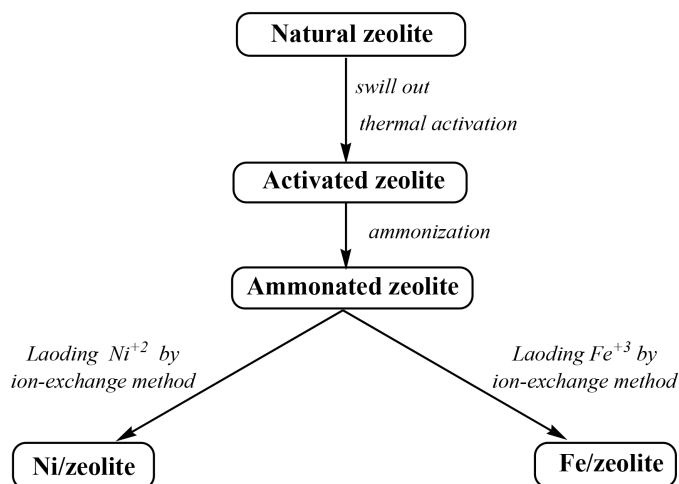 Natural zeolite
swill out
thermal activation
Activated zeolite
ammonization
Ammonated zeolite
Laoding Ni+2 by
ion-exchange method
Laoding Fe+3 by
ion-exchange method
Ni/zeolite
Fe/zeolite